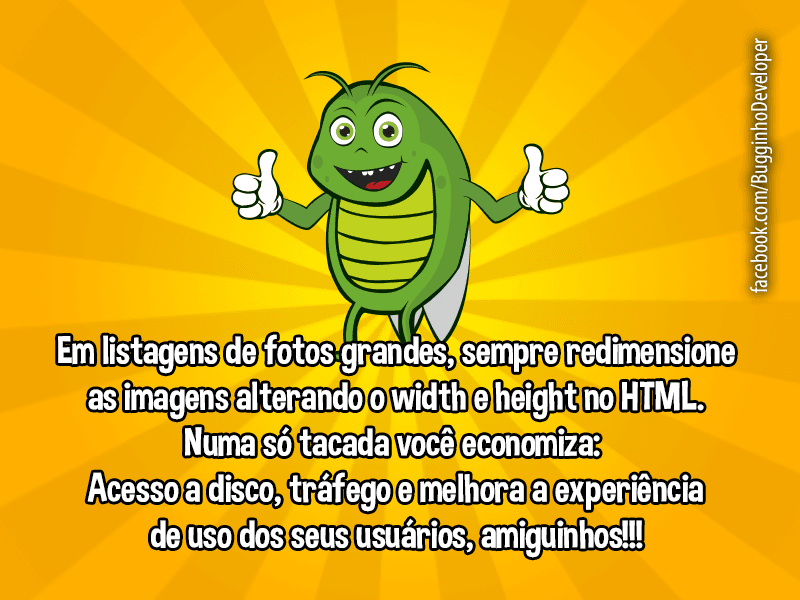 facebook.com/BugginhoDeveloper
Em listagens de fotos grandes, sempre redimensione
as imagens alterando o width e height no HTML.
Numa só tacada você economiza:
Acesso a disco, tráfego e melhora a experiência
de uso dos seus usuários, amiguinhos!!!